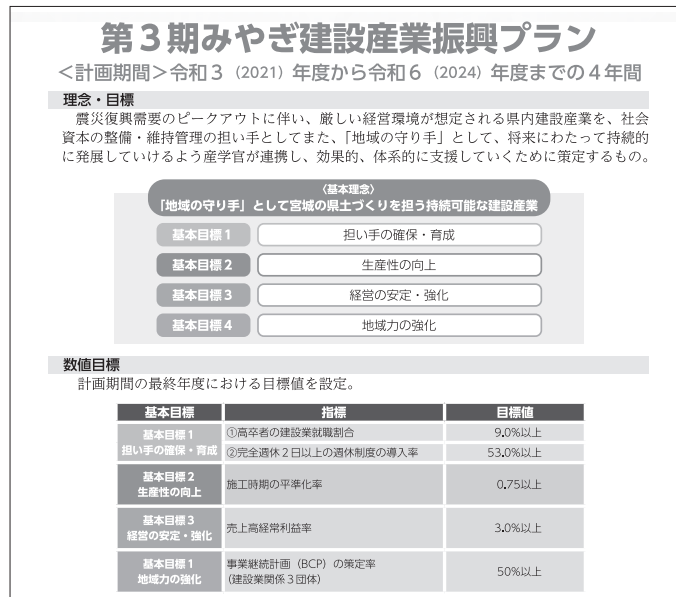 第3期みやぎ建設産業振興プラン
<計画期間>令和3（2021）年度から令和6（2024）年度までの4年間
理念・目標
震災復興需要のピークアウトに伴い、厳しい経営環境が想定される県内建設産業を、社会
資本の整備・維持管理の担い手としてまた、「地域の守り手」として、将来にわたって持続的
に発展していけるよう産学官が連携し、効果的、体系的に支援していくために策定するもの。
〈基本理念〉
「地域の守り手」として宮城の県土づくりを担う持続可能な建設産業
基本目標1 担い手の確保・育成
基本目標2 生産性の向上
基本目標3 経営の安定・強化
基本目標4 地域力の強化
数値目標
計画期間の最終年度における目標値を設定。
基本目標 指標 目標値
基本目標1
担い手の確保・育成
①高卒者の建設業就職割合 9.0%以上
②完全週休2日以上の週休制度の導入率 53.0%以上
基本目標2
生産性の向上
施工時期の平準化率 0.75以上
基本目標3
経営の安定・強化
売上高経常利益率 3.0%以上
基本目標1
地域力の強化
事業継続計画（BCP）の策定率
（建設業関係3団体）
50%以上